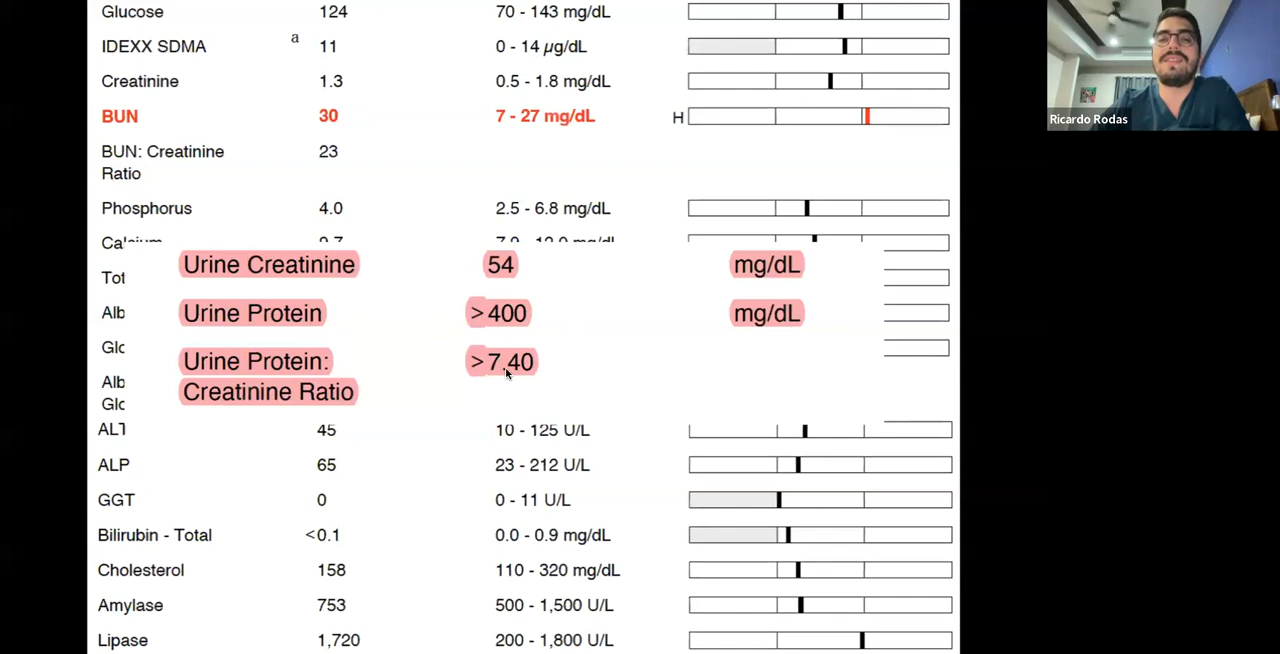 Glucose 124 70 - 143 mg/dL
IDEXX SDMA a 11 0 - 14 µg/dL
Creatinine 1.3 0.5 - 1.8 mg/dL
BUN 30 7 - 27 mg/dL H
BUN: Creatinine 23
Ratio
Phosphorus 4.0 2.5 - 6.8 mg/dL
Urine Creatinine 54 mg/dL
Tot
Alb
Urine Protein >400 mg/dL
Glc
Urine Protein: >7.40
Alb
Creatinine Ratio
Glc
ALT 45 10 - 125 U/L
ALP 65 23 - 212 U/L
GGT 0 0 - 11 U/L
Bilirubin - Total <0.1 0.0 - 0.9 mg/dL
Cholesterol 158 110 - 320 mg/dL
Amylase 753 500 - 1,500 U/L
Lipase 1,720 200 - 1,800 U/L
Ricardo Rodas